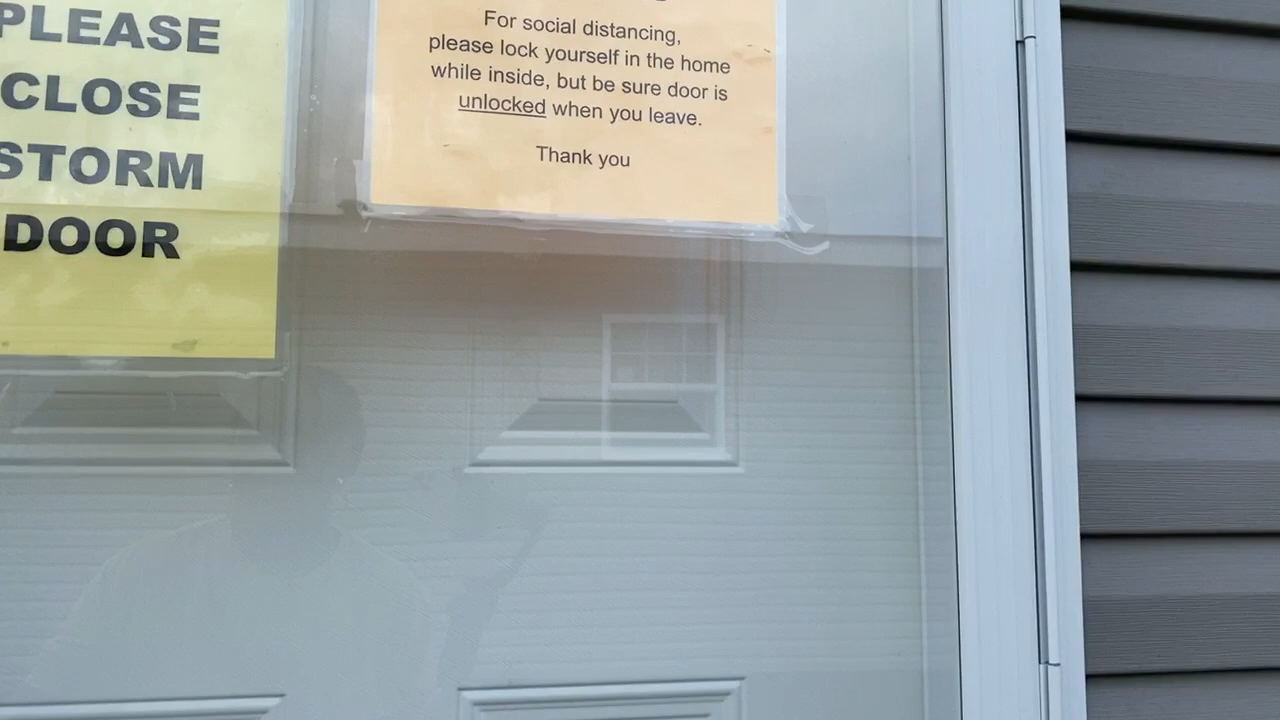 PLEASE
CLOSE
STORM
DOOR
For social distancing,
please lock yourself in the home
while inside, but be sure door is
unlocked when you leave.
Thank you